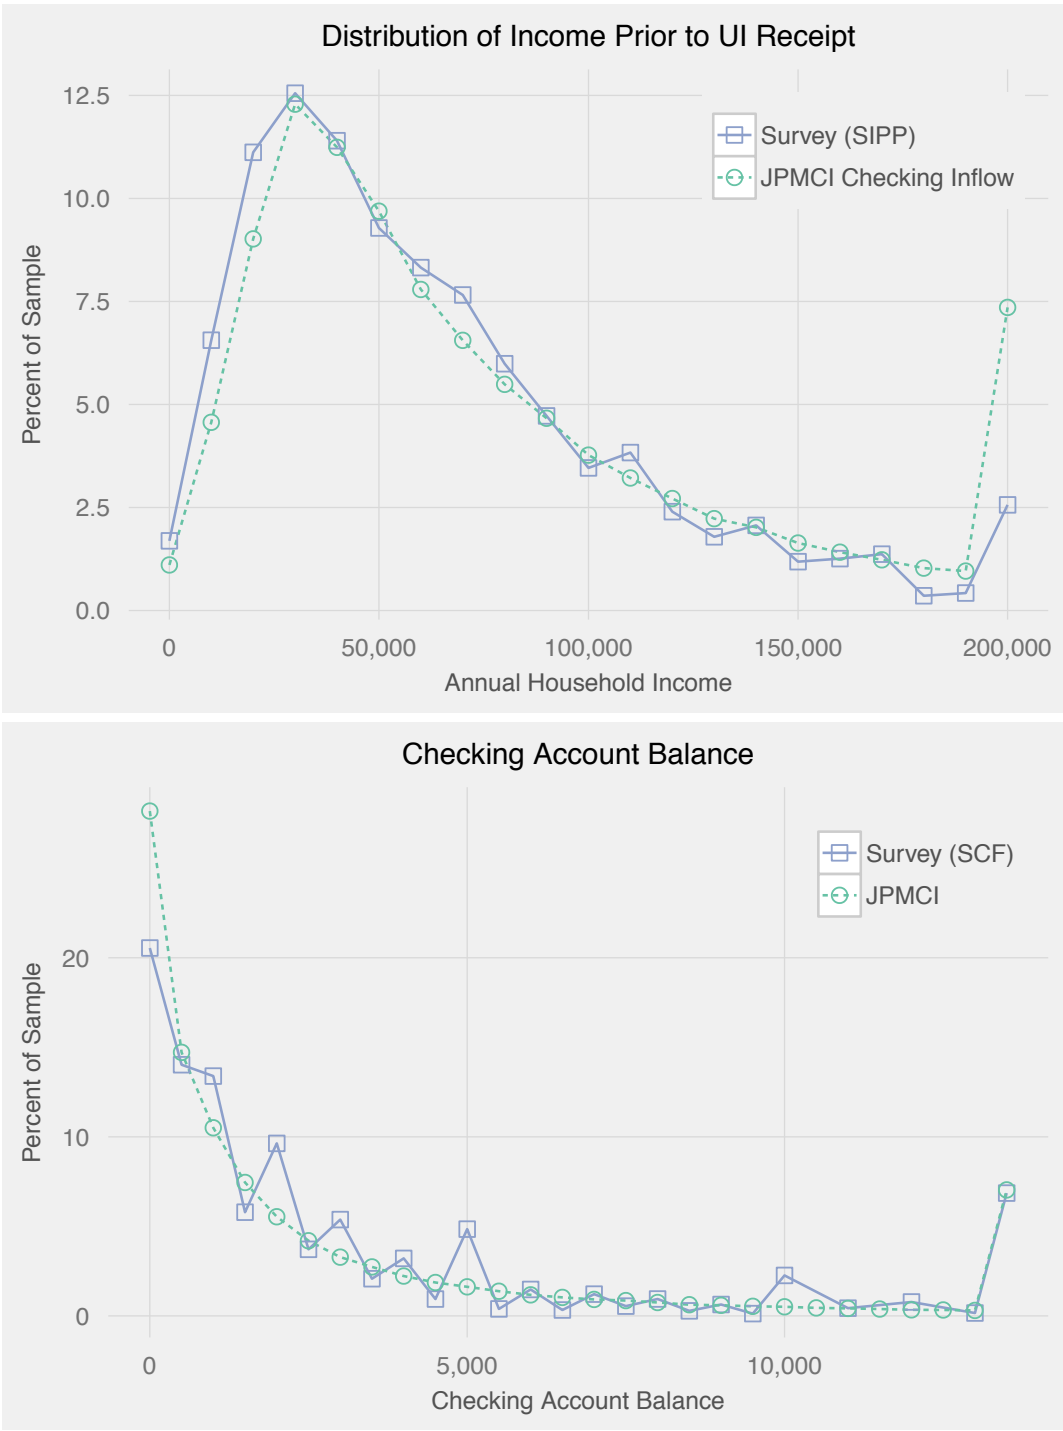 Distribution of Income Prior to UI Receipt
12.5
10.0
7.5
5.0
2.5
0.0
Percent of Sample
Survey (SIPP)
JPMCI Checking Inflow
0 50,000 100,000 150,000 200,000
Annual Household Income
Checking Account Balance
20
10
0
Percent of Sample
Survey (SCF)
JPMCI
0 5,000 10,000
Checking Account Balance